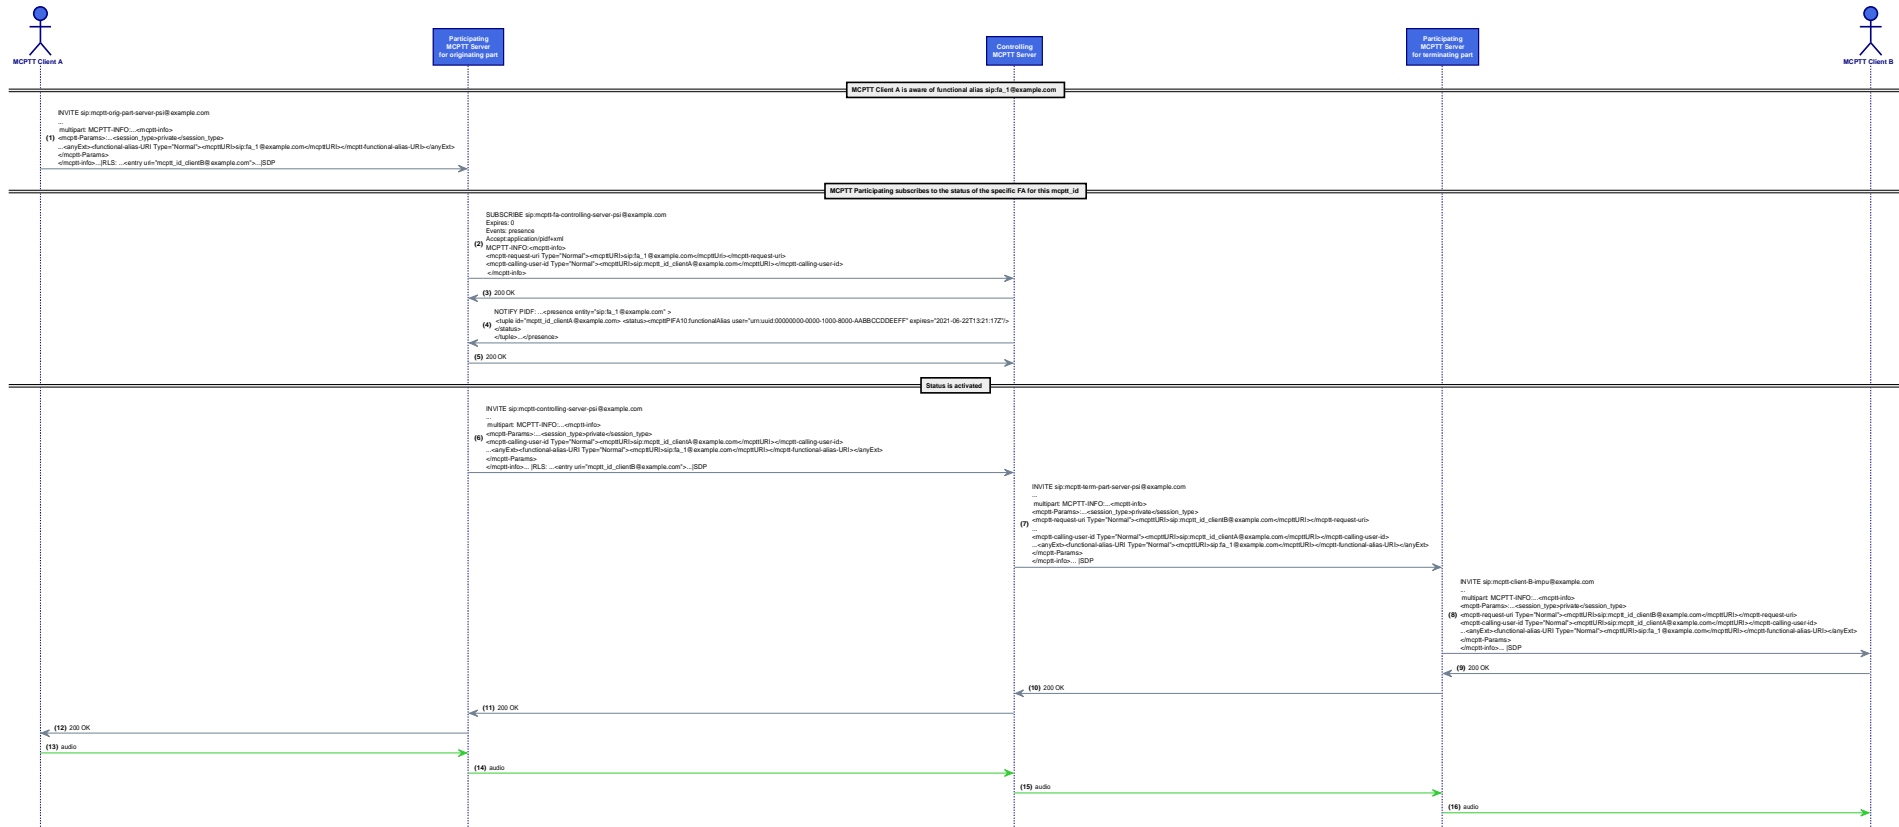 Participating
MCPTT Server
for originating part
Controlling
MCPTT Server
Participating
MCPTT Server
for terminating part
MCPTT Client A
MCPTT Client B
MCPTT Client A is aware of functional alias sip:fa_1@example.com
INVITE sip:mcptt-orig-part-server-psi@example.com
...
multipart: MCPTT-INFO:...<mcptt-info>
(1) <mcptt-Params>:...<session_type>private</session_type>
...<anyExt><functional-alias-URI Type="Normal"><mcpttURI>sip:fa_1@example.com</mcpttURI></mcptt-functional-alias-URI></anyExt>
</mcptt-Params>
</mcptt-info>...|RLS: ...<entry uri="mcptt_id_clientB@example.com">...|SDP
MCPTT Participating subscribes to the status of the specific FA for this mcptt_id
SUBSCRIBE sip:mcptt-fa-controlling-server-psi@example.com
Expires: 0
Events: presence
Accept:application/pidf+xml
(2) MCPTT-INFO:<mcptt-info>
<mcptt-request-uri Type="Normal"><mcpttURI>sip:fa_1@example.com</mcpttUri></mcptt-request-uri>
<mcptt-calling-user-id Type="Normal"><mcpttURI>sip:mcptt_id_clientA@example.com</mcpttURI></mcptt-calling-user-id>
</mcptt-info>
(3) 200 OK
NOTIFY PIDF: ...<presence entity="sip:fa_1@example.com" >
(4) <tuple id="mcptt_id_clientA@example.com> <status><mcpttPIFA10:functionalAlias user="urn:uuid:00000000-0000-1000-8000-AABBCCDDEEFF" expires="2021-06-22T13:21:17Z"/>
</status>
</tuple>...</presence>
(5) 200 OK
Status is activated
INVITE sip:mcptt-controlling-server-psi@example.com
...
multipart: MCPTT-INFO:...<mcptt-info>
<mcptt-Params>:...<session_type>private</session_type>
(6) <mcptt-calling-user-id Type="Normal"><mcpttURI>sip:mcptt_id_clientA@example.com</mcpttURI></mcptt-calling-user-id>
...<anyExt><functional-alias-URI Type="Normal"><mcpttURI>sip:fa_1@example.com</mcpttURI></mcptt-functional-alias-URI></anyExt>
</mcptt-Params>
</mcptt-info>... |RLS: ...<entry uri="mcptt_id_clientB@example.com">...|SDP
INVITE sip:mcptt-term-part-server-psi@example.com
...
multipart: MCPTT-INFO:...<mcptt-info>
<mcptt-Params>:...<session_type>private</session_type>
<mcptt-request-uri Type="Normal"><mcpttURI>sip:mcptt_id_clientB@example.com</mcpttURI></mcptt-request-uri>
(7) ...
<mcptt-calling-user-id Type="Normal"><mcpttURI>sip:mcptt_id_clientA@example.com</mcpttURI></mcptt-calling-user-id>
...<anyExt><functional-alias-URI Type="Normal"><mcpttURI>sip:fa_1@example.com</mcpttURI></mcptt-functional-alias-URI></anyExt>
</mcptt-Params>
</mcptt-info>... |SDP
INVITE sip:mcptt-client-B-impu@example.com
...
multipart: MCPTT-INFO:...<mcptt-info>
<mcptt-Params>:...<session_type>private</session_type>
(8) <mcptt-request-uri Type="Normal"><mcpttURI>sip:mcptt_id_clientB@example.com</mcpttURI></mcptt-request-uri>
<mcptt-calling-user-id Type="Normal"><mcpttURI>sip:mcptt_id_clientA@example.com</mcpttURI></mcptt-calling-user-id>
...<anyExt><functional-alias-URI Type="Normal"><mcpttURI>sip:fa_1@example.com</mcpttURI></mcptt-functional-alias-URI></anyExt>
</mcptt-Params>
</mcptt-info>... |SDP
(9) 200 OK
(10) 200 OK
(11) 200 OK
(12) 200 OK
(13) audio
(14) audio
(15) audio
(16) audio